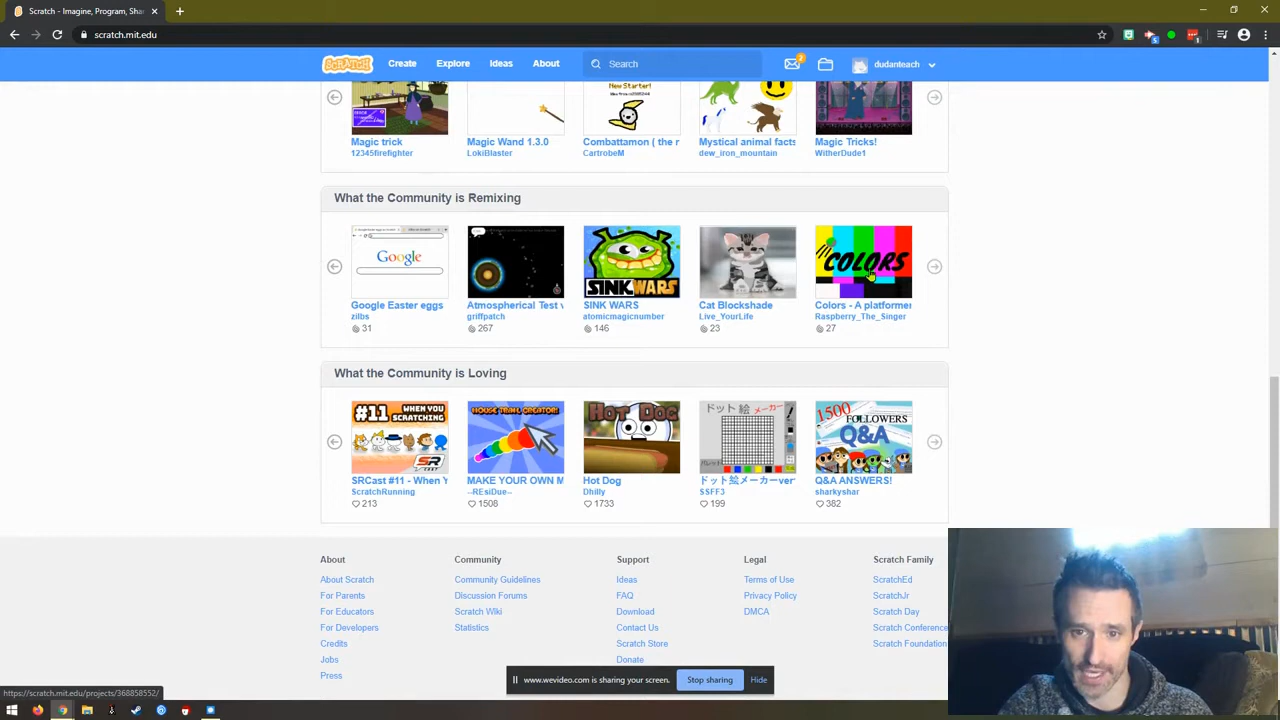 Scratch - Imagine, Program, Shar
scratch.mit.edu
SCRATCH
Create
Explore
Ideas
About
Search
2
dudanteach
New Starter!
Magic trick
12345firefighter
Magic Wand 1.3.0
LokiBlaster
Combattamon ( the r
CartrobeM
Mystical animal facts
dew_iron_mountain
Magic Tricks!
WitherDude1
What the Community is Remixing
Google
SINK WARS
COLORS
Google Easter eggs
zilbs
31
Atmospherical Test v
griffpatch
267
SINK WARS
atomicmagicnumber
146
Cat Blockshade
Live_YourLife
23
Colors - A platformer
Raspberry_The_Singer
27
What the Community is Loving
#11 WHEN YOU SCRATCHING
SR
MOUSE TRAIL CREATOR!
HOT DOG
ドット絵 メーカー
1500 FOLLOWERS
Q&A
SRCast #11 - When Y
ScratchRunning
213
MAKE YOUR OWN M
--REsiDue--
1508
Hot Dog
Dhilly
1733
ドット絵メーカーver
SSFF3
199
Q&A ANSWERS!
sharkyshar
382
About
About Scratch
For Parents
For Educators
For Developers
Credits
Jobs
Press
Community
Community Guidelines
Discussion Forums
Scratch Wiki
Statistics
Support
Ideas
FAQ
Download
Contact Us
Scratch Store
Donate
Legal
Terms of Use
Privacy Policy
DMCA
Scratch Family
ScratchEd
ScratchJr
Scratch Day
Scratch Conference
Scratch Foundation
www.wevideo.com is sharing your screen.
Stop sharing
Hide
https://scratch.mit.edu/projects/368858552/